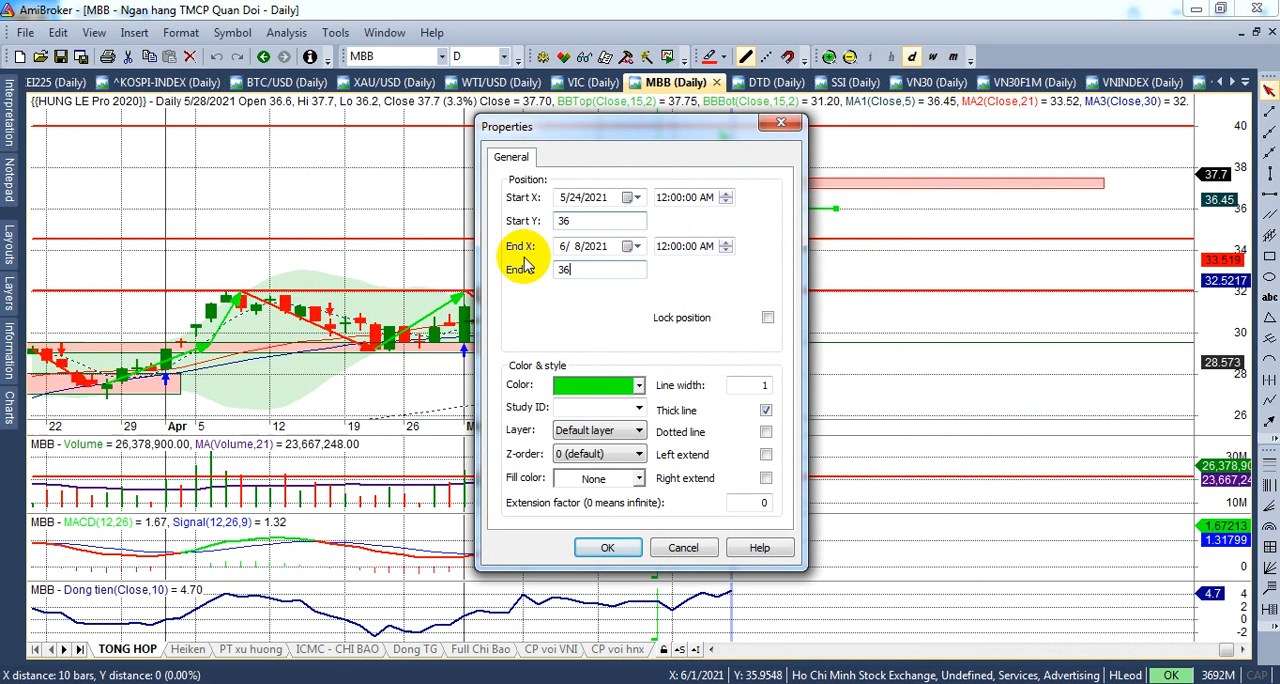 AmiBroker - [MBB - Ngan hang TMCP Quan Doi - Daily]
File Edit View Insert Format Symbol Analysis Tools Window Help
MBB D i h d w m
EI225 (Daily) ^KOSPI-INDEX (Daily) BTC/USD (Daily) XAU/USD (Daily) WTI/USD (Daily) VIC (Daily) MBB (Daily) DTD (Daily) SSI (Daily) VN30 (Daily) VN30F1M (Daily) VNINDEX (Daily)
{{HUNG LE Pro 2020}} - Daily 5/28/2021 Open 36.6, Hi 37.7, Lo 36.2, Close 37.7 (3.3%) Close = 37.70, BBTop(Close,15,2) = 37.75, BBBot(Close,15,2) = 31.20, MA1(Close,5) = 36.45, MA2(Close,21) = 33.52, MA3(Close,30) = 32.
Interpretation
Notepad
Layouts
Layers
Information
Charts
Properties
General
Position:
Start X: 5/24/2021 12:00:00 AM
Start Y: 36
End X: 6/ 8/2021 12:00:00 AM
36
Lock position
Color & style
Color: Line width: 1
Study ID: Thick line
Layer: Default layer Dotted line
Z-order: 0 (default) Left extend
Fill color: None Right extend
Extension factor (0 means infinite): 0
OK Cancel Help
40
38
37.7
36.45
36
34
33.519
32.5217
32
30
28.573
28
26
abc
22 29 Apr 5 12 19 26
MBB - Volume = 26,378,900.00, MA(Volume,21) = 23,667,248.00
30M
26,378,90
23,667,24
10M
MBB - MACD(12,26) = 1.67, Signal(12,26,9) = 1.32
1.67213
1.31799
0
MBB - Dong tien(Close,10) = 4.70
4.7
4
2
0
-2
TONG HOP Heiken PT xu huong ICMC - CHI BAO Dong TG Full Chi Bao CP voi VNI CP voi hnx
X distance: 10 bars, Y distance: 0 (0.00%) X: 6/1/2021 Y: 35.9548 Ho Chi Minh Stock Exchange, Undefined, Services, Advertising HLeod OK 3692M CAP